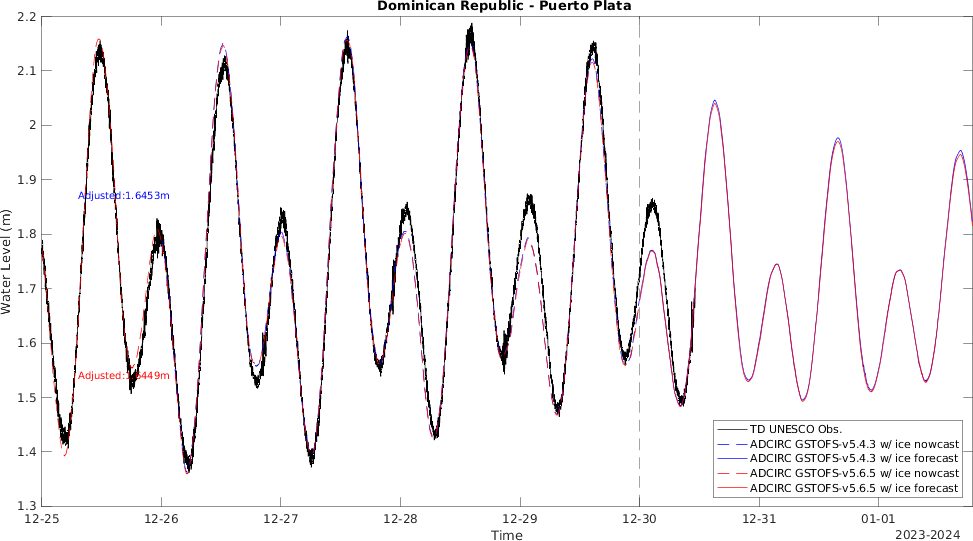 Dominican Republic - Puerto Plata
Water Level (m)
2.2
2.1
2
1.9
1.8
1.7
1.6
1.5
1.4
1.3
Adjusted:1.6453m
TD UNESCO Obs.
ADCIRC GSTOFS-v5.4.3 w/ ice nowcast
ADCIRC GSTOFS-v5.4.3 w/ ice forecast
ADCIRC GSTOFS-v5.6.5 w/ ice nowcast
ADCIRC GSTOFS-v5.6.5 w/ ice forecast
12-25
12-26
12-27
12-28
12-29
12-30
12-31
01-01
Time
2023-2024